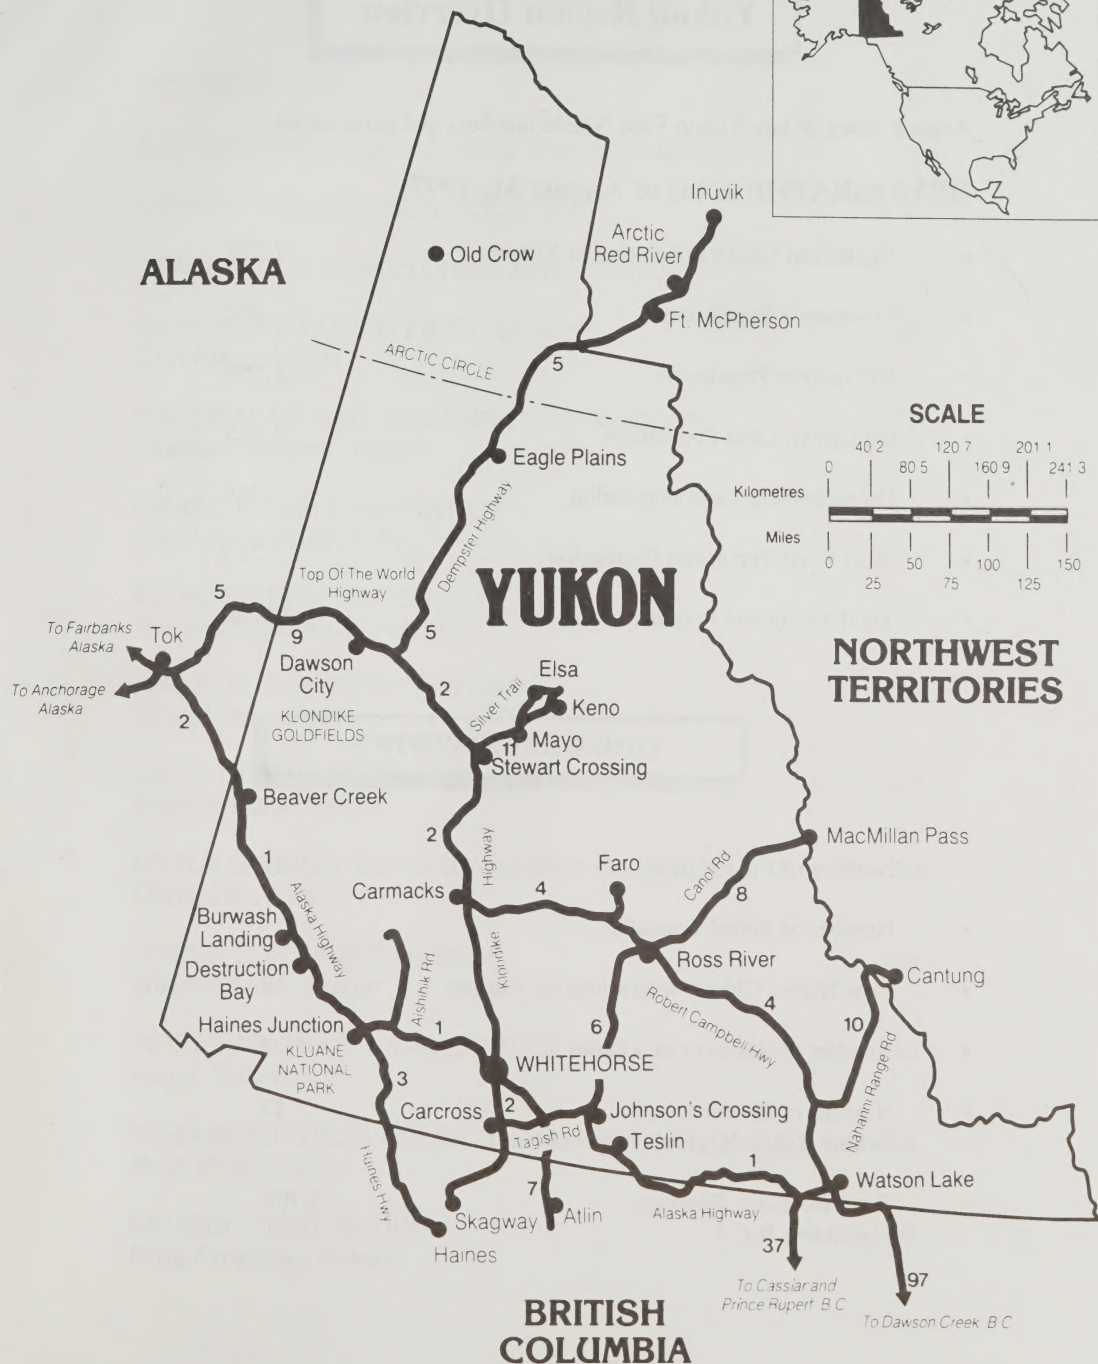 Inuvik
Arctic
Red River
Old Crow
ALASKA
Ft. McPherson
ARCTIC CIRCLE
5
SCALE
40 2 120 7 201 1
0 80 5 160 9 241 3
Kilometres
Miles
0 50 100 150
25 75 125
Eagle Plains
Dempster Highway
Top Of The World
Highway
YUKON
5
9
5
To Fairbanks
Alaska
Tok
To Anchorage
Alaska
2
Dawson
City
KLONDIKE
GOLDFIELDS
2
Silver Trail
Elsa
Keno
Mayo
11
Stewart Crossing
NORTHWEST
TERRITORIES
Beaver Creek
1
2
Highway
MacMillan Pass
Faro
Canol Rd
8
Carmacks
4
Burwash
Landing
Alaska Highway
Destruction
Bay
Aishihik Rd
Klondike
Ross River
Cantung
Robert Campbell Hwy
4
10
6
Nahanni Range Rd
Haines Junction
1
KLUANE
NATIONAL
PARK
3
WHITEHORSE
Carcross
2
Johnson's Crossing
Tagish Rd
Teslin
Haines Hwy
7
1
Watson Lake
Skagway
Atlin
Alaska Highway
Haines
37
97
To Cassiar and
Prince Rupert B C
To Dawson Creek B C
BRITISH
COLUMBIA